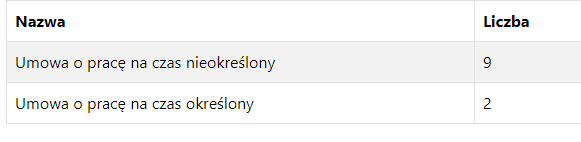 Nazwa Liczba
Umowa o pracę na czas nieokreślony 9
Umowa o pracę na czas określony 2